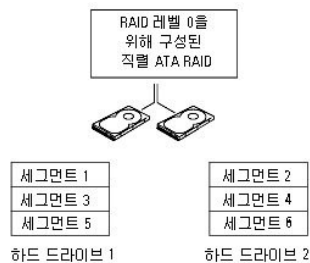 RAID 레벨 0을
위해 구성된
직렬 ATA RAID
세그먼트 1
세그먼트 2
세그먼트 3
세그먼트 4
세그먼트 5
세그먼트 6
하드 드라이브 1
하드 드라이브 2